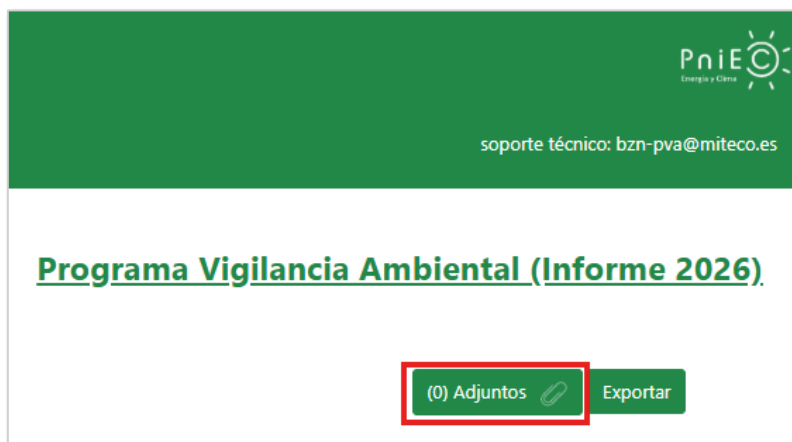 PniEC
Energía y Clima
soporte técnico: bzn-pva@miteco.es
Programa Vigilancia Ambiental (Informe 2026)
(0) Adjuntos
Exportar